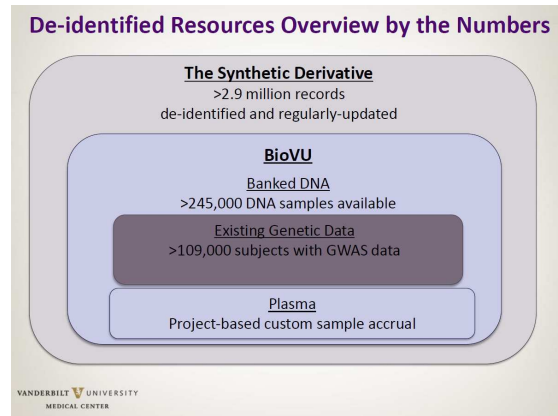 De-identified Resources Overview by the Numbers
The Synthetic Derivative
>2.9 million records
de-identified and regularly-updated
BioVU
Banked DNA
>245,000 DNA samples available
Existing Genetic Data
>109,000 subjects with GWAS data
Plasma
Project-based custom sample accrual
VANDERBILT V UNIVERSITY
MEDICAL CENTER